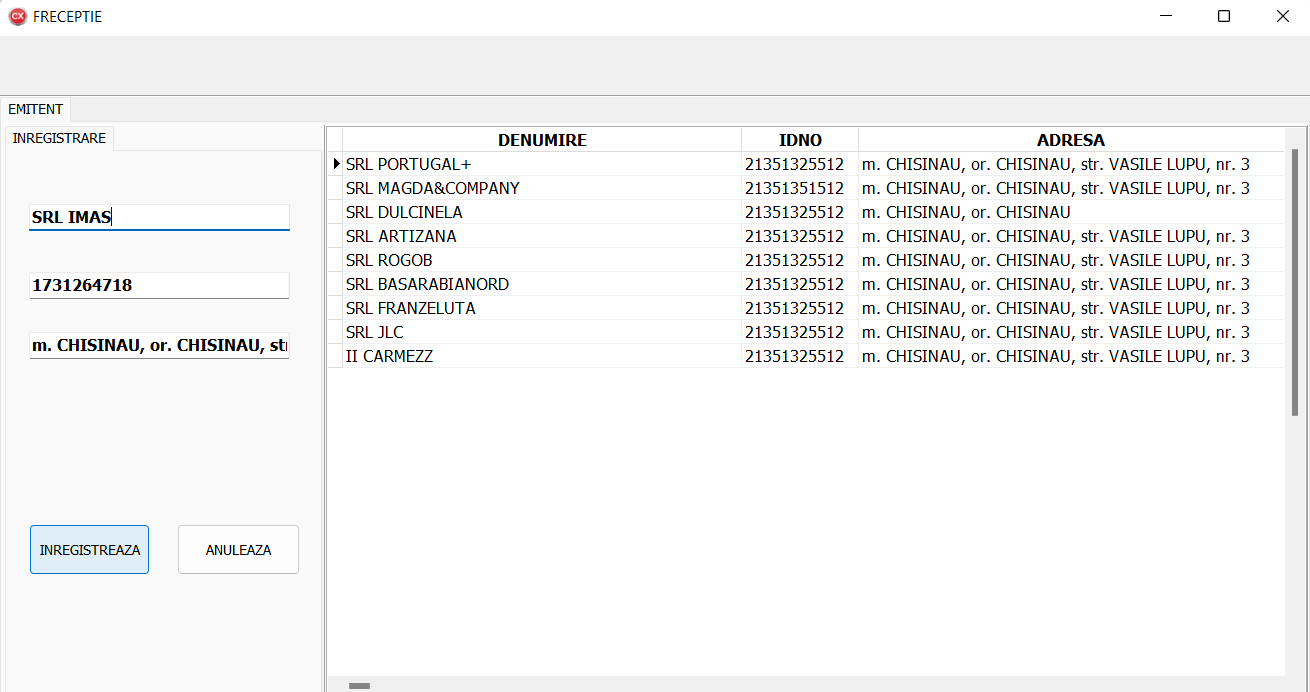 CX FRECEPTIE
EMITENT
INREGISTRARE
SRL IMAS
1731264718
m. CHISINAU, or. CHISINAU, st
INREGISTREAZA ANULEAZA
DENUMIRE IDNO ADRESA
SRL PORTUGAL+ 21351325512 m. CHISINAU, or. CHISINAU, str. VASILE LUPU, nr. 3
SRL MAGDA&COMPANY 21351351512 m. CHISINAU, or. CHISINAU, str. VASILE LUPU, nr. 3
SRL DULCINELA 21351325512 m. CHISINAU, or. CHISINAU
SRL ARTIZANA 21351325512 m. CHISINAU, or. CHISINAU, str. VASILE LUPU, nr. 3
SRL ROGOB 21351325512 m. CHISINAU, or. CHISINAU, str. VASILE LUPU, nr. 3
SRL BASARABIANORD 21351325512 m. CHISINAU, or. CHISINAU, str. VASILE LUPU, nr. 3
SRL FRANZELUTA 21351325512 m. CHISINAU, or. CHISINAU, str. VASILE LUPU, nr. 3
SRL JLC 21351325512 m. CHISINAU, or. CHISINAU, str. VASILE LUPU, nr. 3
II CARMEZZ 21351325512 m. CHISINAU, or. CHISINAU, str. VASILE LUPU, nr. 3